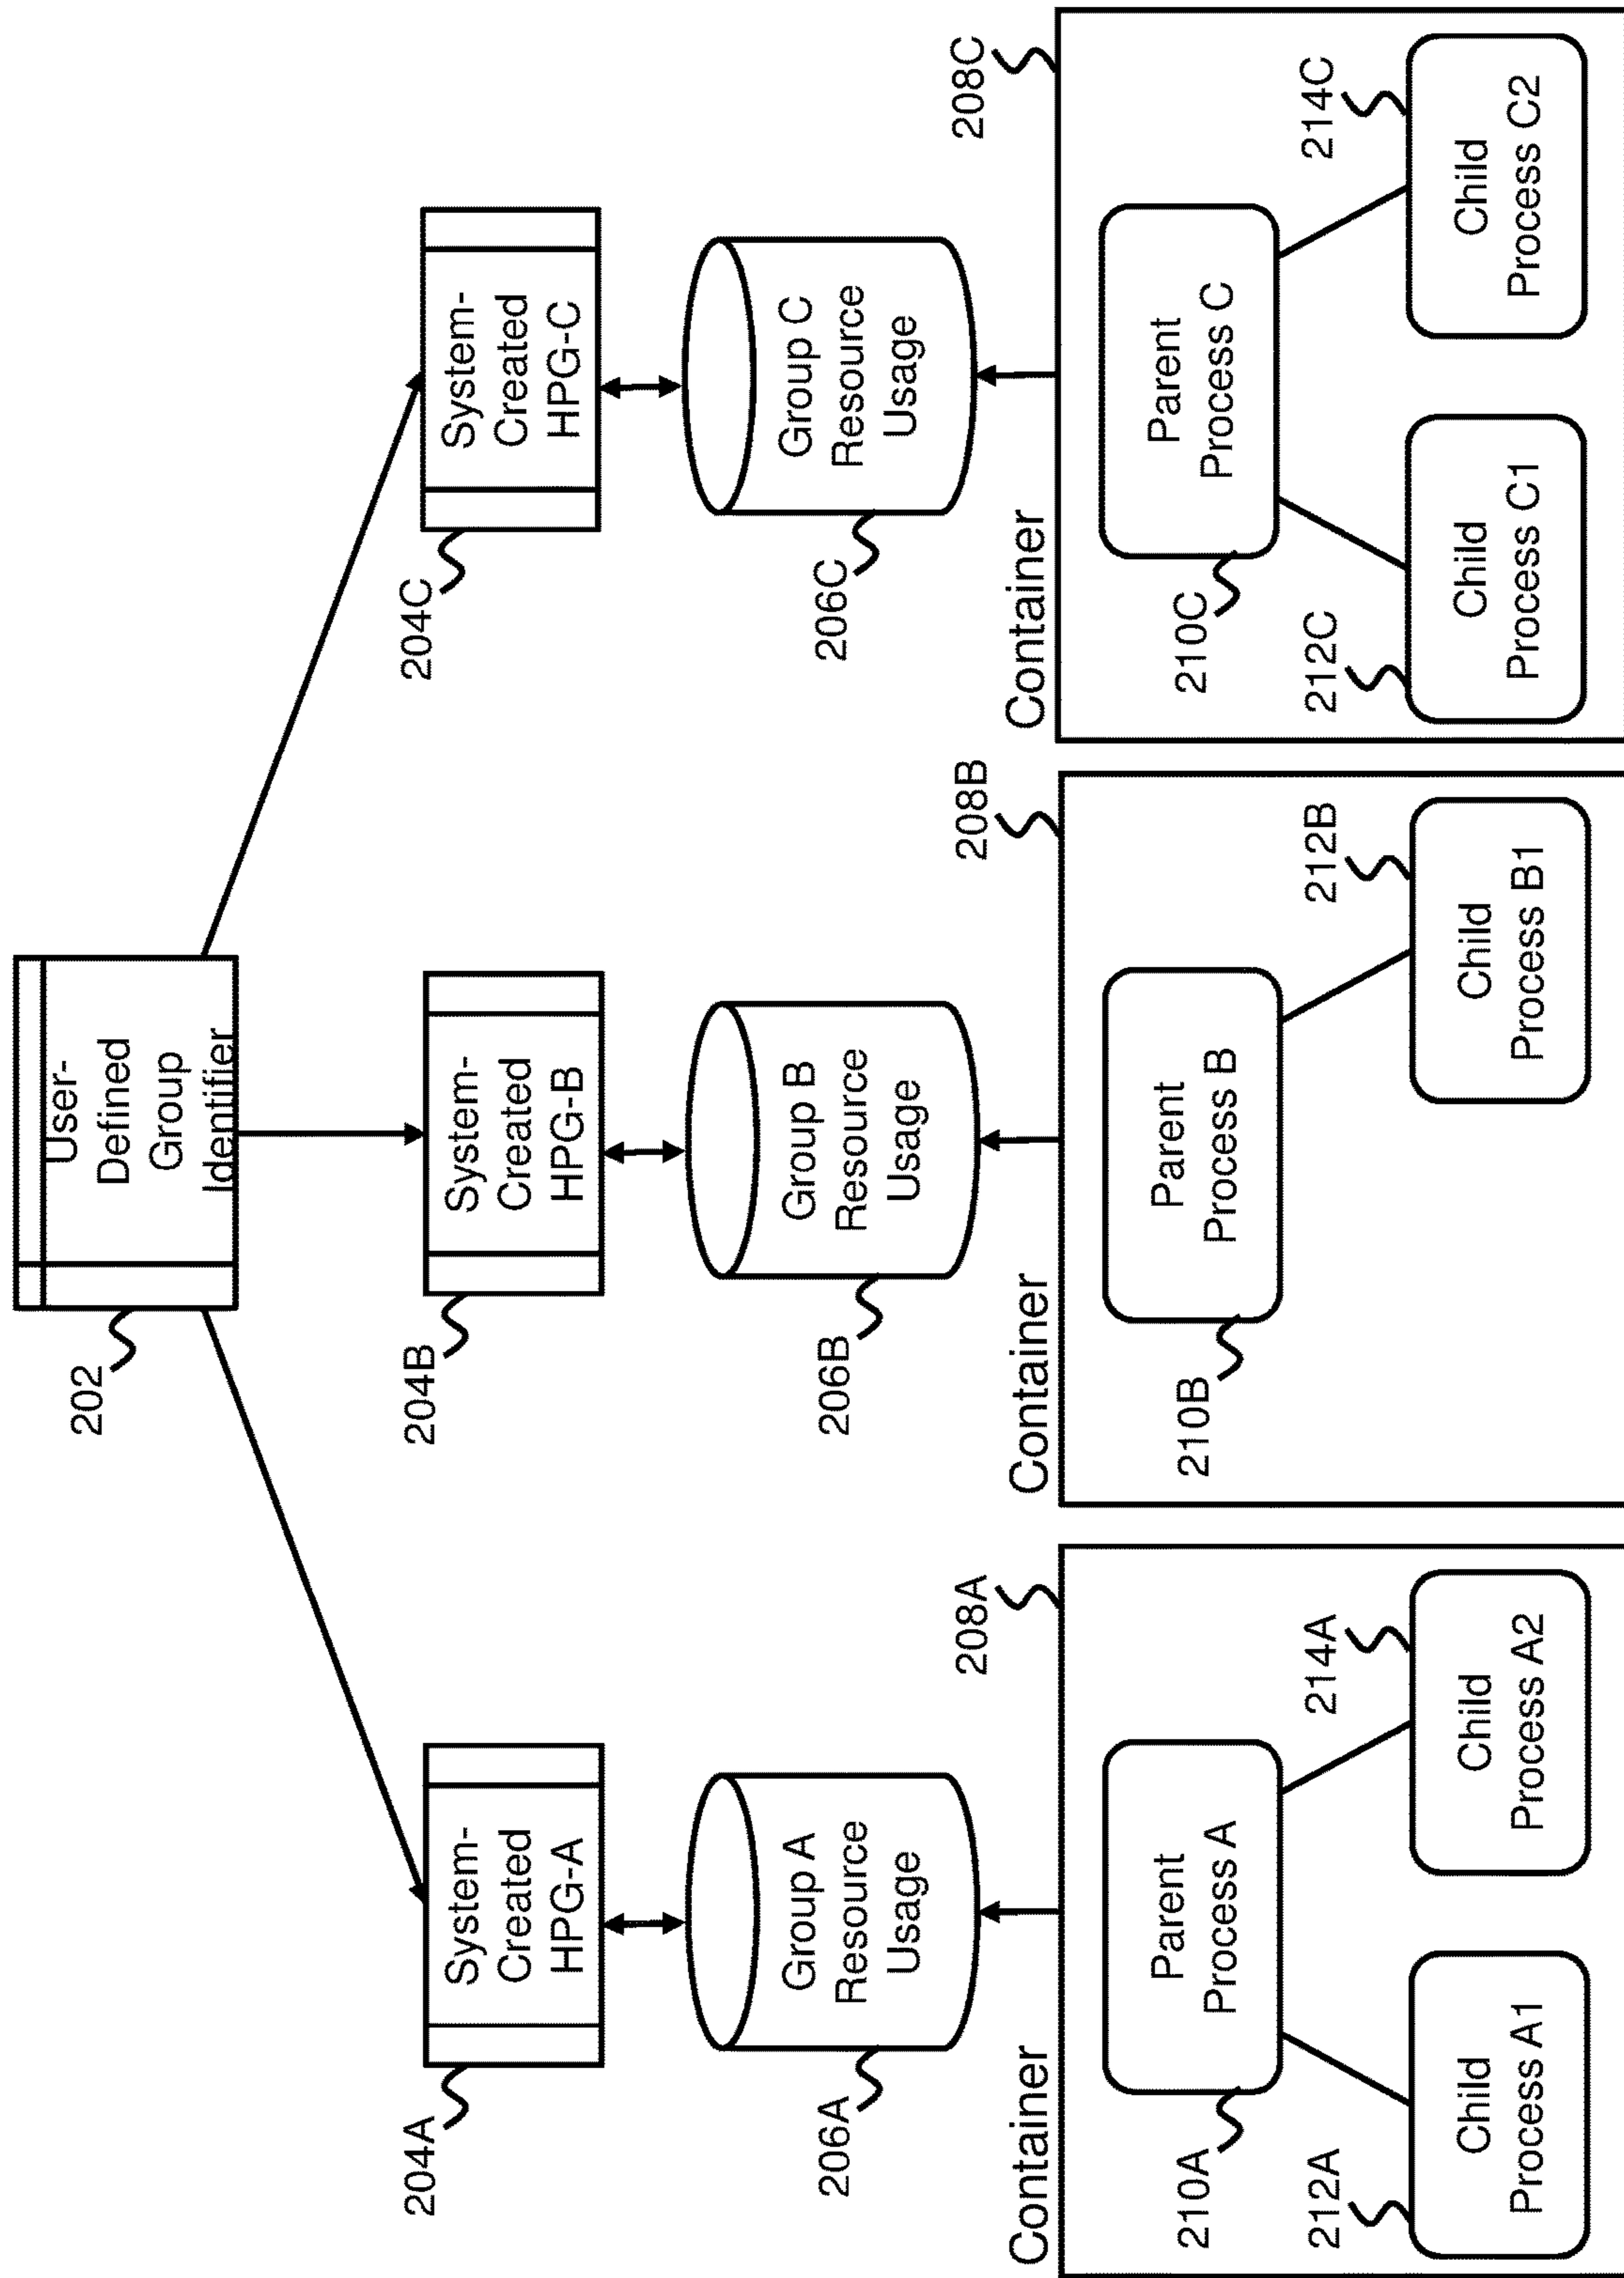 User-
Defined
Group
Identifier
202
System-
Created
HPG-A
204A
System-
Created
HPG-B
204B
System-
Created
HPG-C
204C
Group A
Resource
Usage
206A
Group B
Resource
Usage
206B
Group C
Resource
Usage
206C
Container
208A
Parent
Process A
210A
Child
Process A1
212A
Child
Process A2
214A
Container
208B
Parent
Process B
210B
Child
Process B1
212B
Container
208C
Parent
Process C
210C
Child
Process C1
212C
Child
Process C2
214C